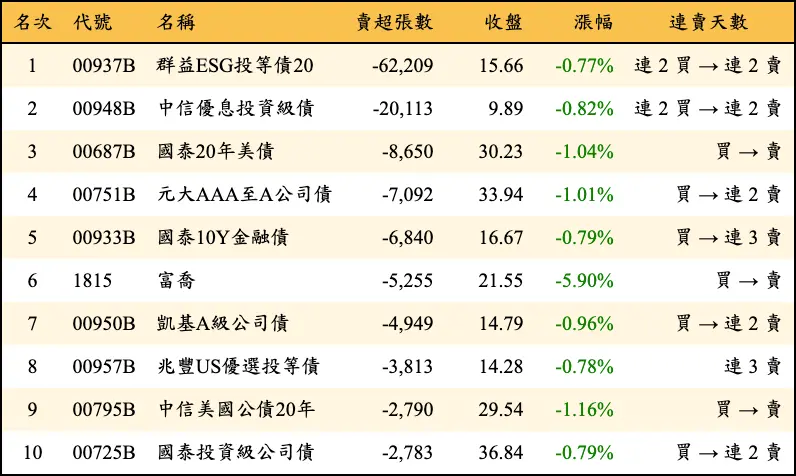 名次 代號 名稱 賣超張數 收盤 漲幅 連賣天數
1 00937B 群益ESG投等債20 -62,209 15.66 -0.77% 連 2 買 → 連 2 賣
2 00948B 中信優息投資級債 -20,113 9.89 -0.82% 連 2 買 → 連 2 賣
3 00687B 國泰20年美債 -8,650 30.23 -1.04% 買 → 賣
4 00751B 元大AAA至A公司債 -7,092 33.94 -1.01% 買 → 連 2 賣
5 00933B 國泰10Y金融債 -6,840 16.67 -0.79% 買 → 連 3 賣
6 1815 富喬 -5,255 21.55 -5.90% 買 → 賣
7 00950B 凱基A級公司債 -4,949 14.79 -0.96% 買 → 連 2 賣
8 00957B 兆豐US優選投等債 -3,813 14.28 -0.78% 連 3 賣
9 00795B 中信美國公債20年 -2,790 29.54 -1.16% 買 → 賣
10 00725B 國泰投資級公司債 -2,783 36.84 -0.79% 買 → 連 2 賣